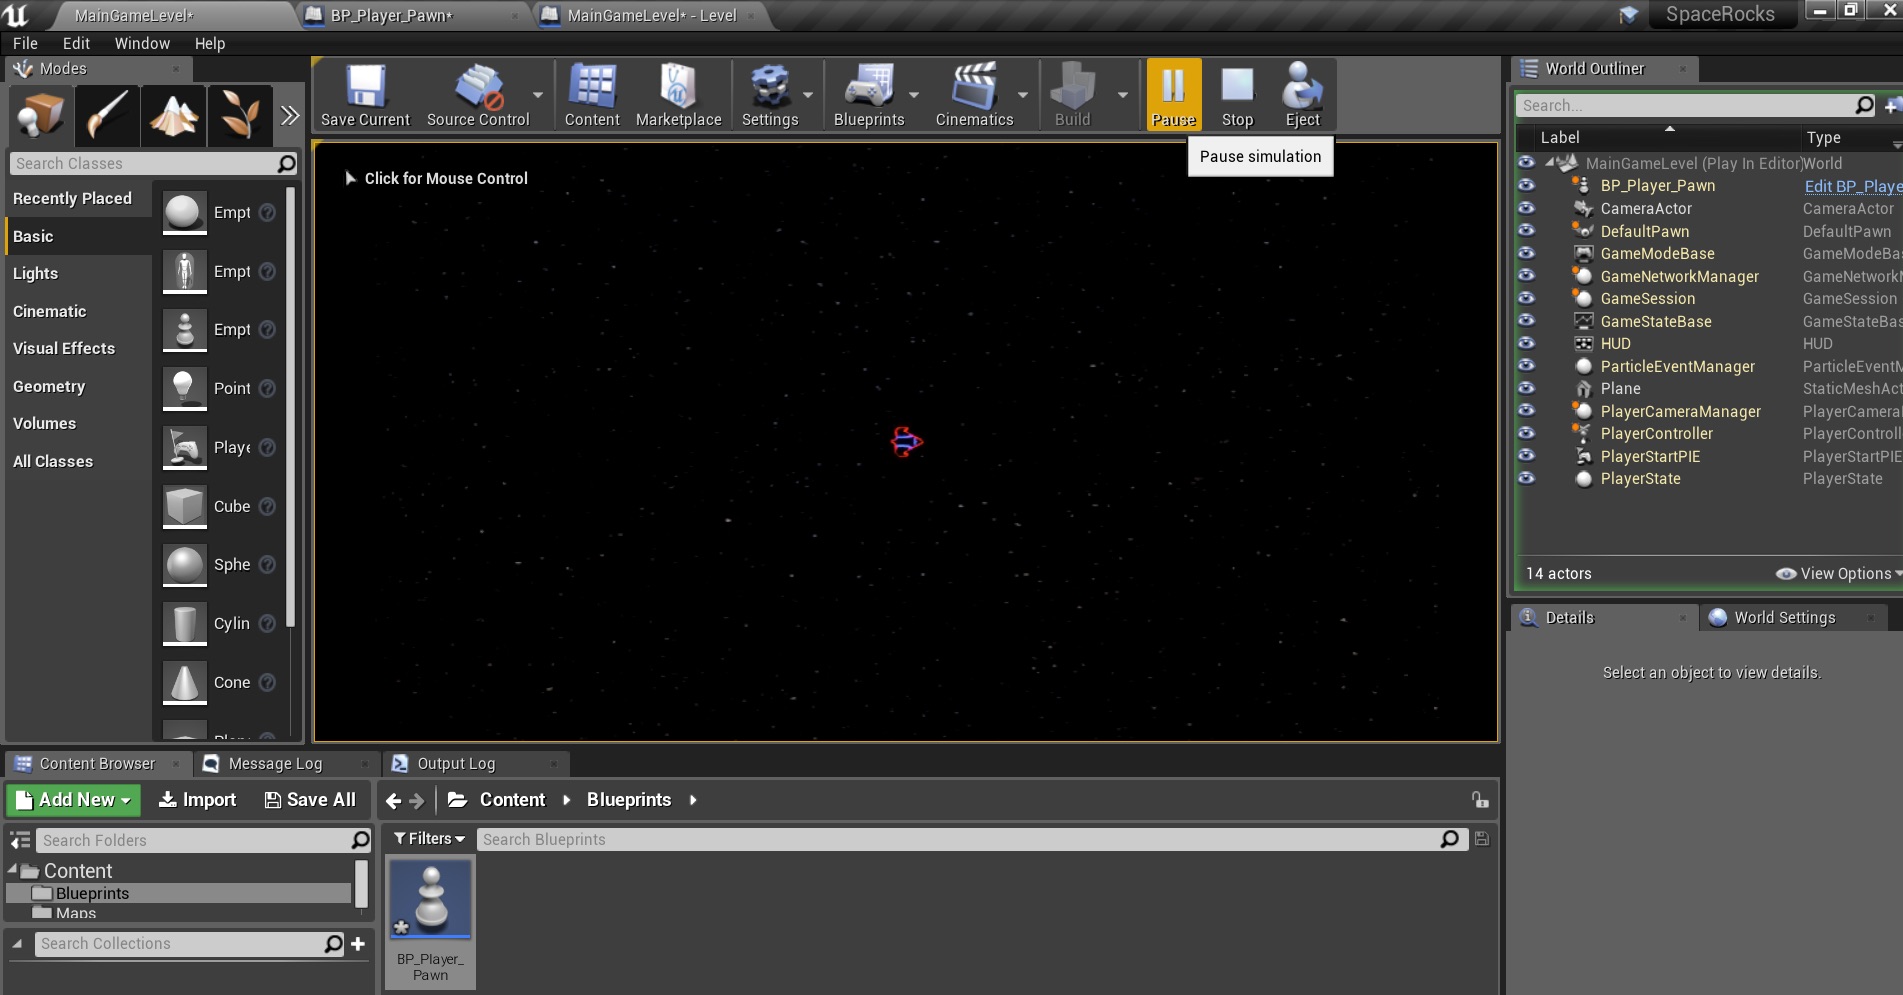 MainGameLevel*
BP_Player_Pawn*
MainGameLevel* - Level
SpaceRocks
File Edit Window Help
Modes
Search Classes
Recently Placed
Basic
Lights
Cinematic
Visual Effects
Geometry
Volumes
All Classes
Empt
Empt
Empt
Point
Playe
Cube
Sphe
Cylin
Cone
Save Current
Source Control
Content
Marketplace
Settings
Blueprints
Cinematics
Build
Pause
Stop
Eject
Pause simulation
Click for Mouse Control
World Outliner
Search...
Label Type
MainGameLevel (Play In Editor) World
BP_Player_Pawn Edit BP_Playe
CameraActor CameraActor
DefaultPawn DefaultPawn
GameModeBase GameModeBas
GameNetworkManager GameNetworkM
GameSession GameSession
GameStateBase GameStateBas
HUD HUD
ParticleEventManager ParticleEventM
Plane StaticMeshAct
PlayerCameraManager PlayerCameraM
PlayerController PlayerControll
PlayerStartPIE PlayerStartPIE
PlayerState PlayerState
14 actors
View Options
Details
World Settings
Select an object to view details.
Content Browser
Message Log
Output Log
Add New
Import
Save All
Content
Blueprints
Search Folders
Filters
Search Blueprints
Content
Blueprints
Maps
Search Collections
BP_Player_
Pawn